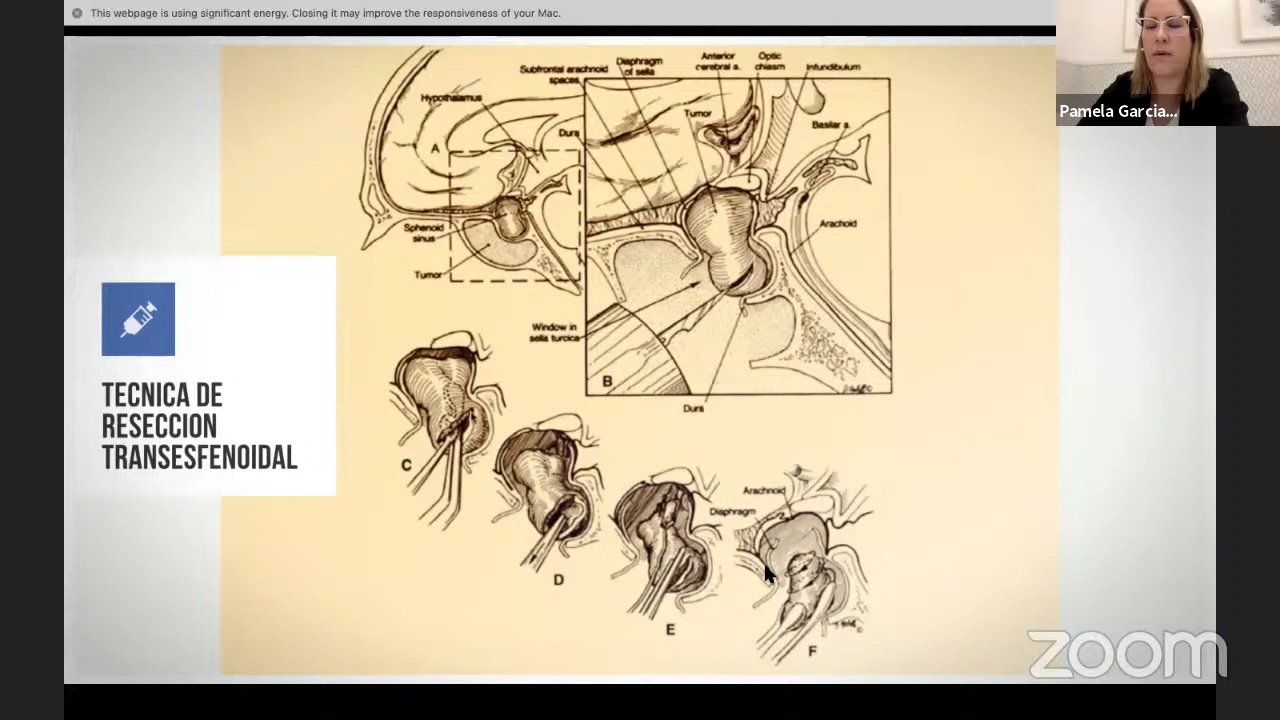 This webpage is using significant energy. Closing it may improve the responsiveness of your Mac.
Pamela Garcia...
Subfrontal arachnoid
spaces
Diaphragm
of sella
Anterior
cerebral a.
Optic
chiasm
Infundibulum
Hypothalamus
Tumor
Basilar a.
Dura
A
Sphenoid
sinus
Arachoid
Tumor
Window in
sella turcica
B
Dura
TECNICA DE
RESECCION
TRANSESFENOIDAL
C
Arachnoid
Diaphragm
D
E
F
zoom